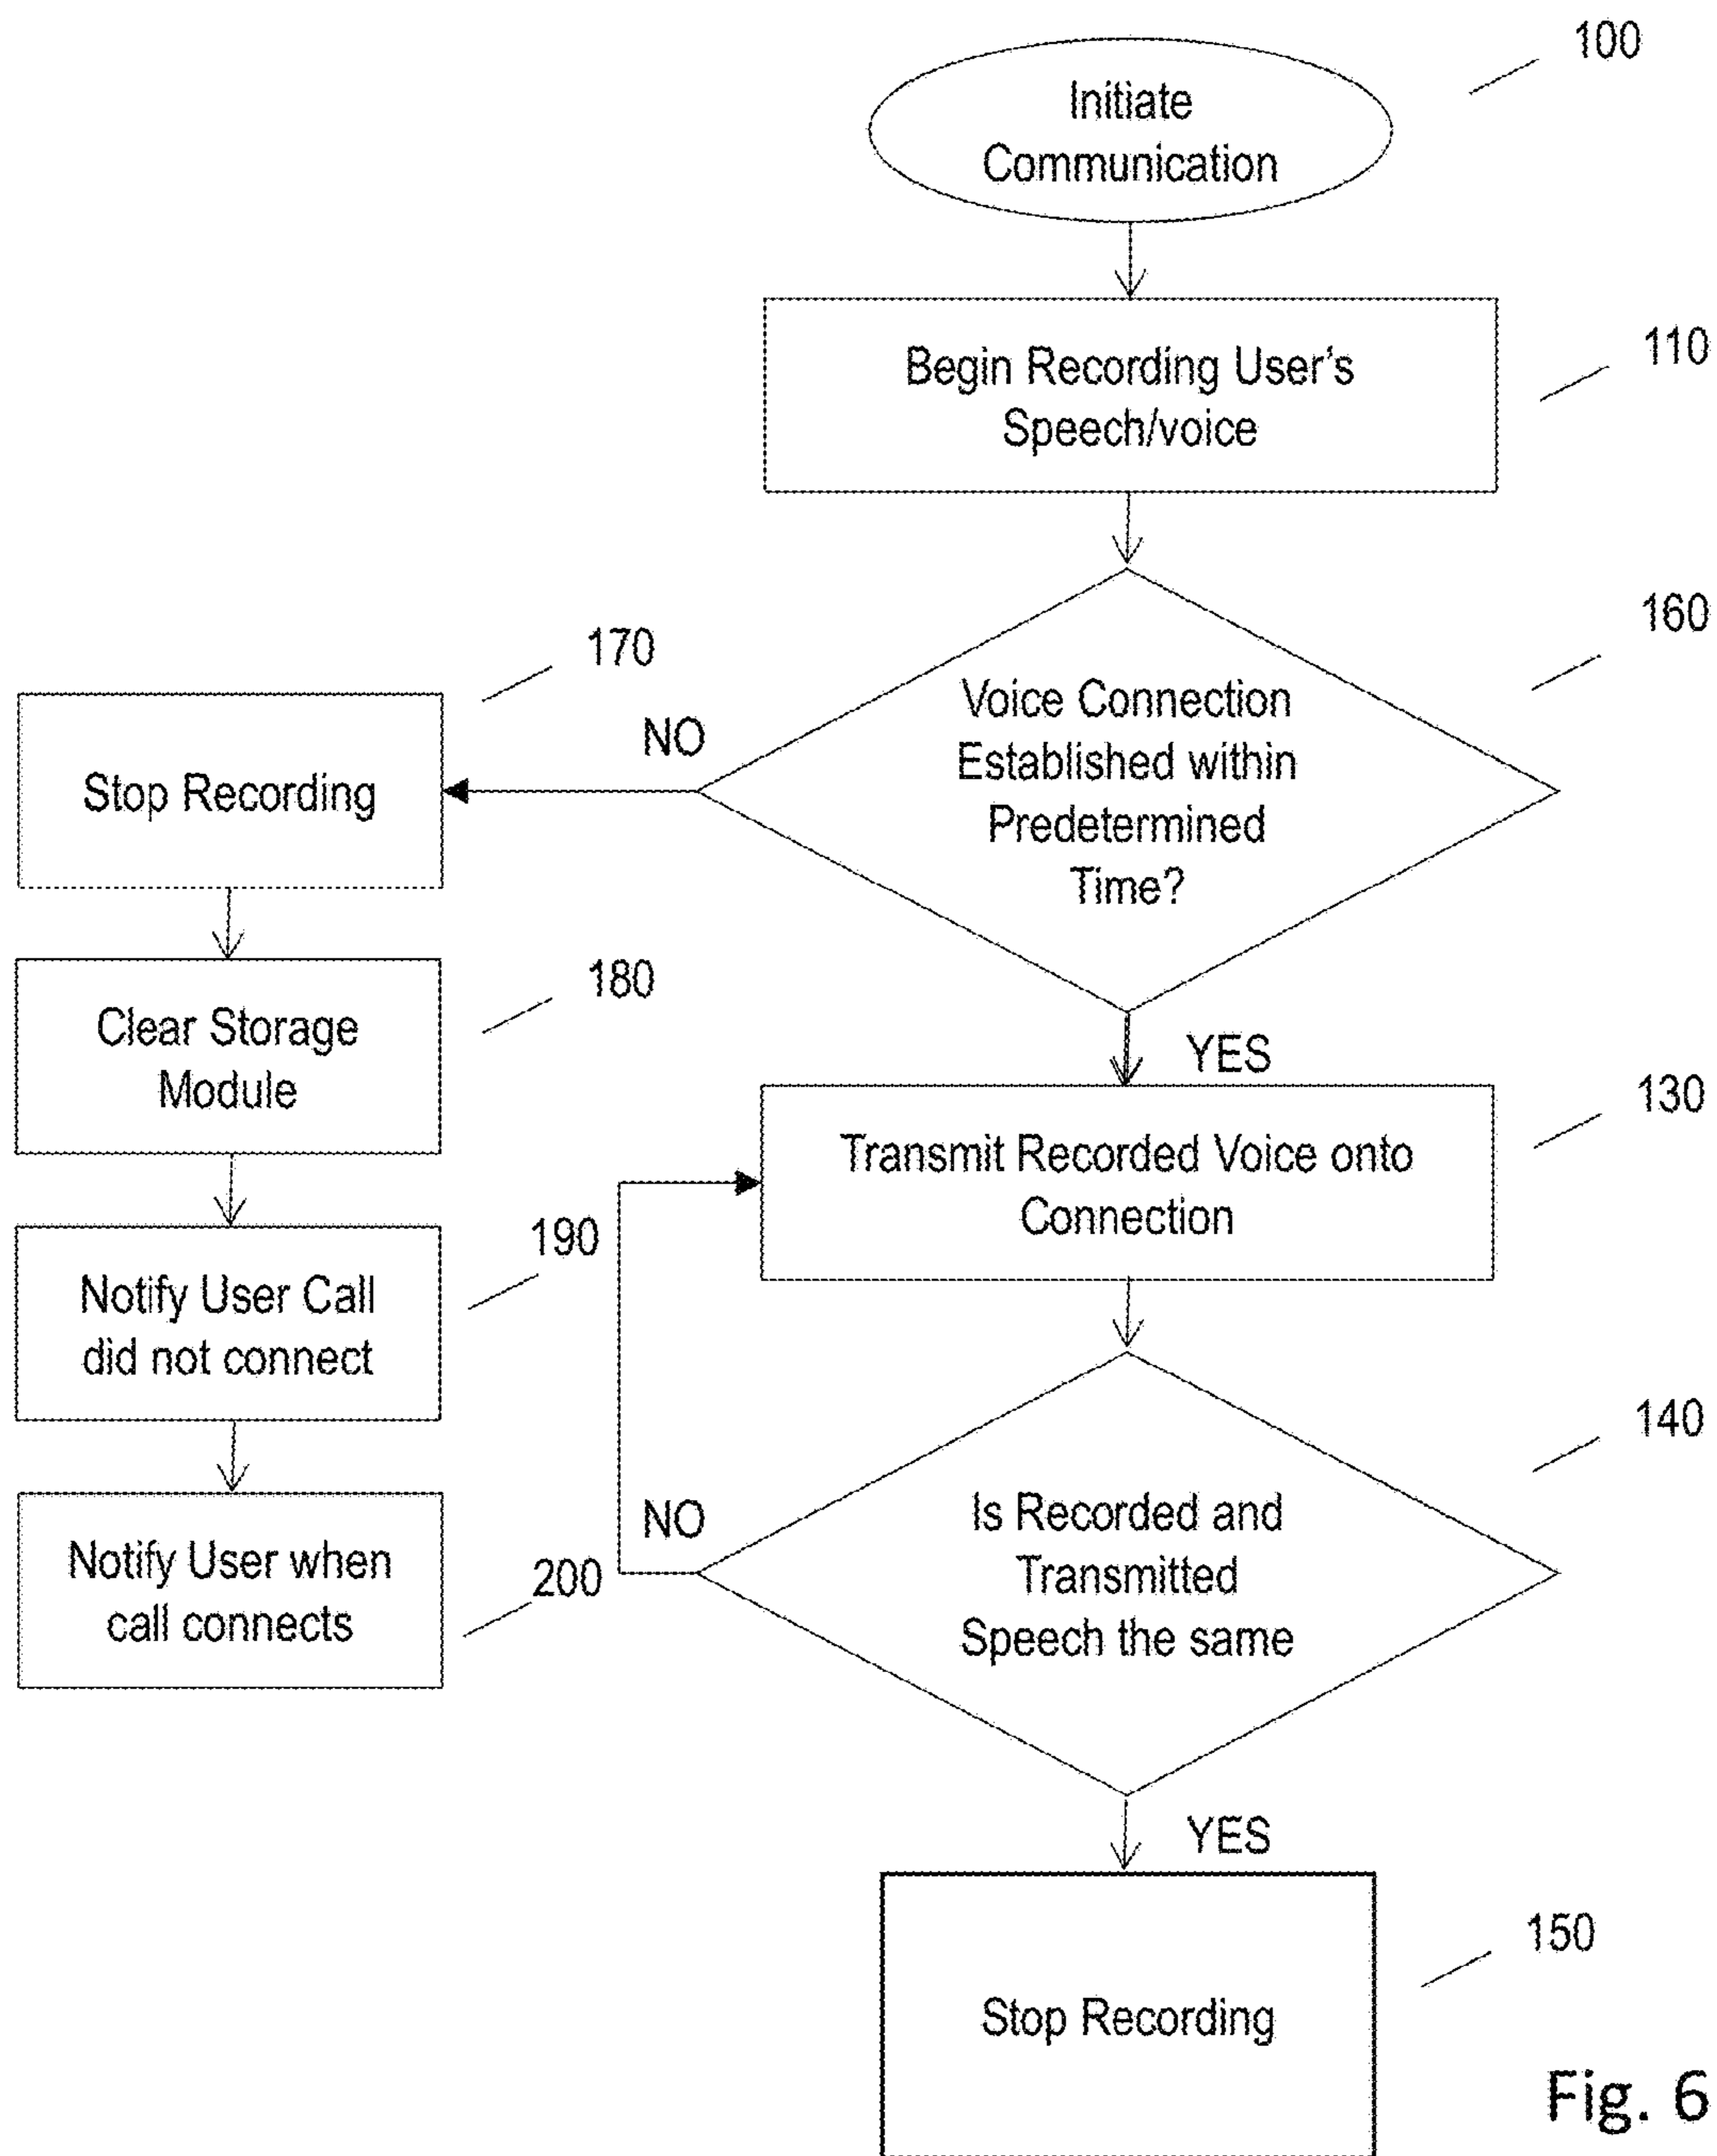 100
Initiate
Communication
110
Begin Recording User's
Speech/voice
160
Voice Connection
Established within
Predetermined
Time?
NO
170
Stop Recording
180
Clear Storage
Module
190
Notify User Call
did not connect
200
Notify User when
call connects
YES
130
Transmit Recorded Voice onto
Connection
140
Is Recorded and
Transmitted
Speech the same
NO
YES
150
Stop Recording
Fig. 6